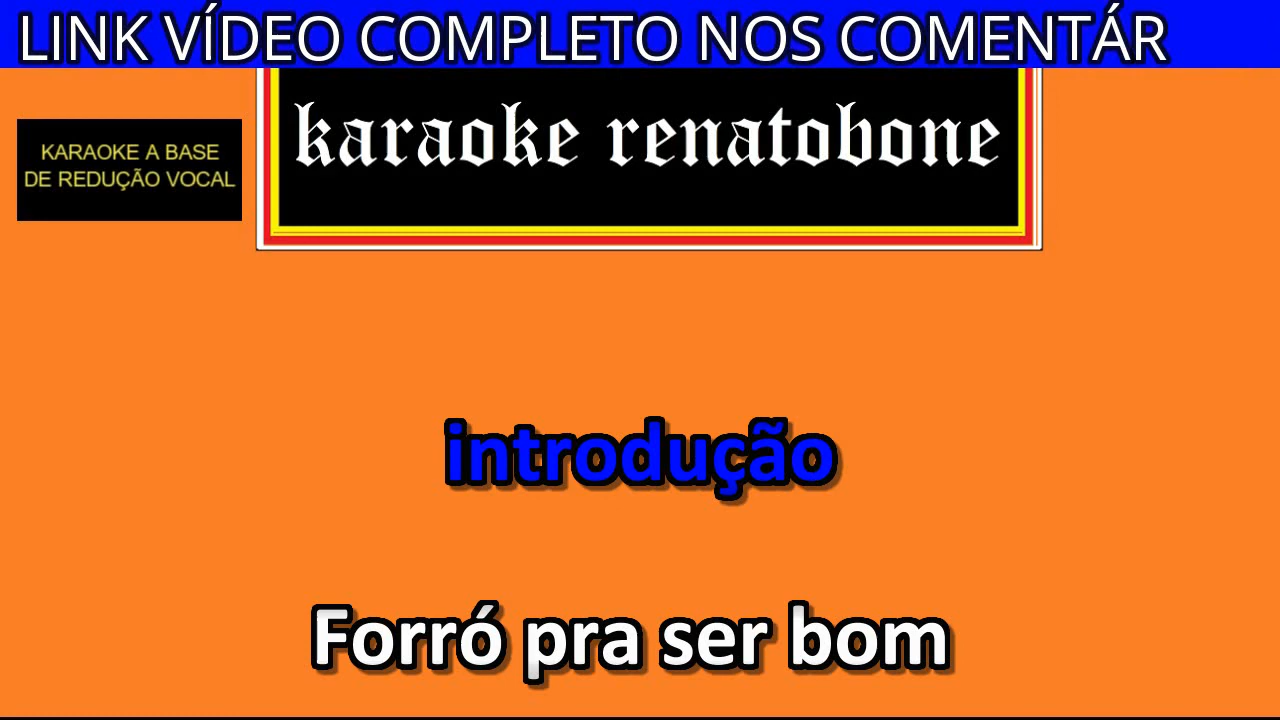 LINK VÍDEO COMPLETO NOS COMENTÁR
karaoke renatobone
KARAOKE A BASE
DE REDUÇÃO VOCAL
introdução
Forró pra ser bom